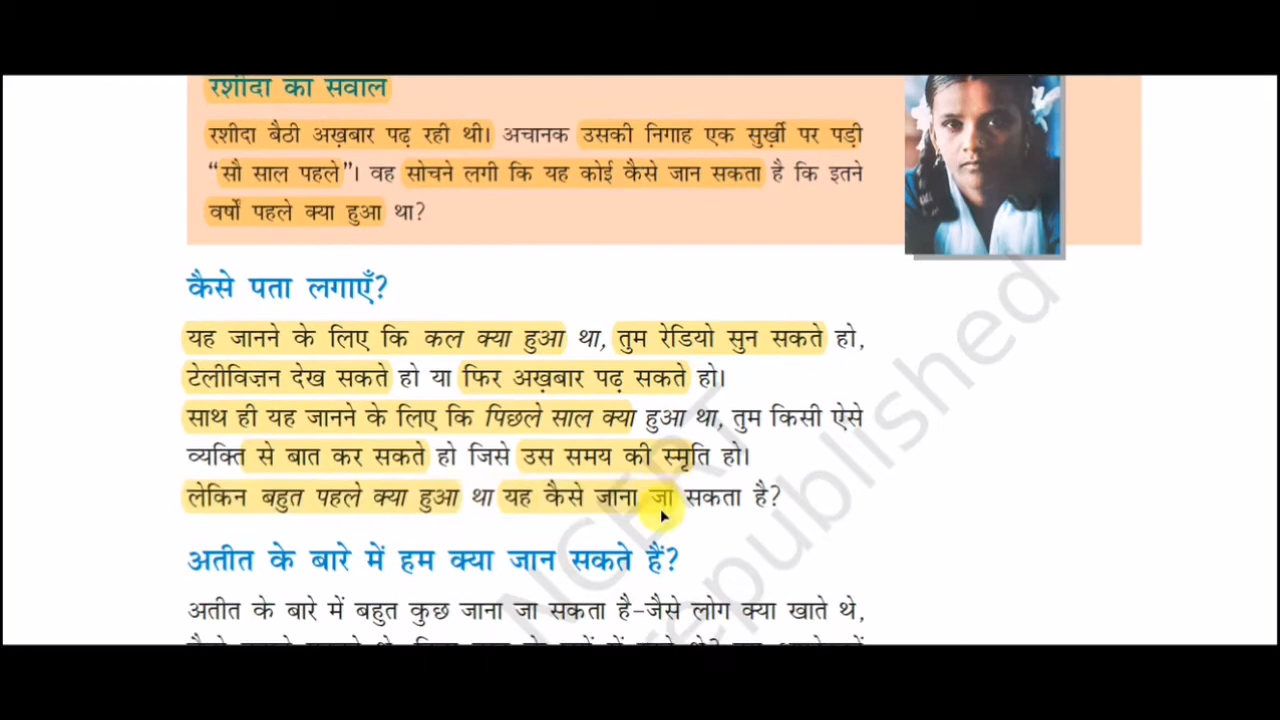 रशीदा का सवाल
रशीदा बैठी अख़बार पढ़ रही थी। अचानक उसकी निगाह एक सुर्ख़ी पर पड़ी
“सौ साल पहले”। वह सोचने लगी कि यह कोई कैसे जान सकता है कि इतने
वर्षों पहले क्या हुआ था?
कैसे पता लगाएँ?
यह जानने के लिए कि कल क्या हुआ था, तुम रेडियो सुन सकते हो,
टेलीविज़न देख सकते हो या फिर अख़बार पढ़ सकते हो।
साथ ही यह जानने के लिए कि पिछले साल क्या हुआ था, तुम किसी ऐसे
व्यक्ति से बात कर सकते हो जिसे उस समय की स्मृति हो।
लेकिन बहुत पहले क्या हुआ था यह कैसे जाना जा सकता है?
अतीत के बारे में हम क्या जान सकते हैं?
अतीत के बारे में बहुत कुछ जाना जा सकता है–जैसे लोग क्या खाते थे,
NCERT
republished